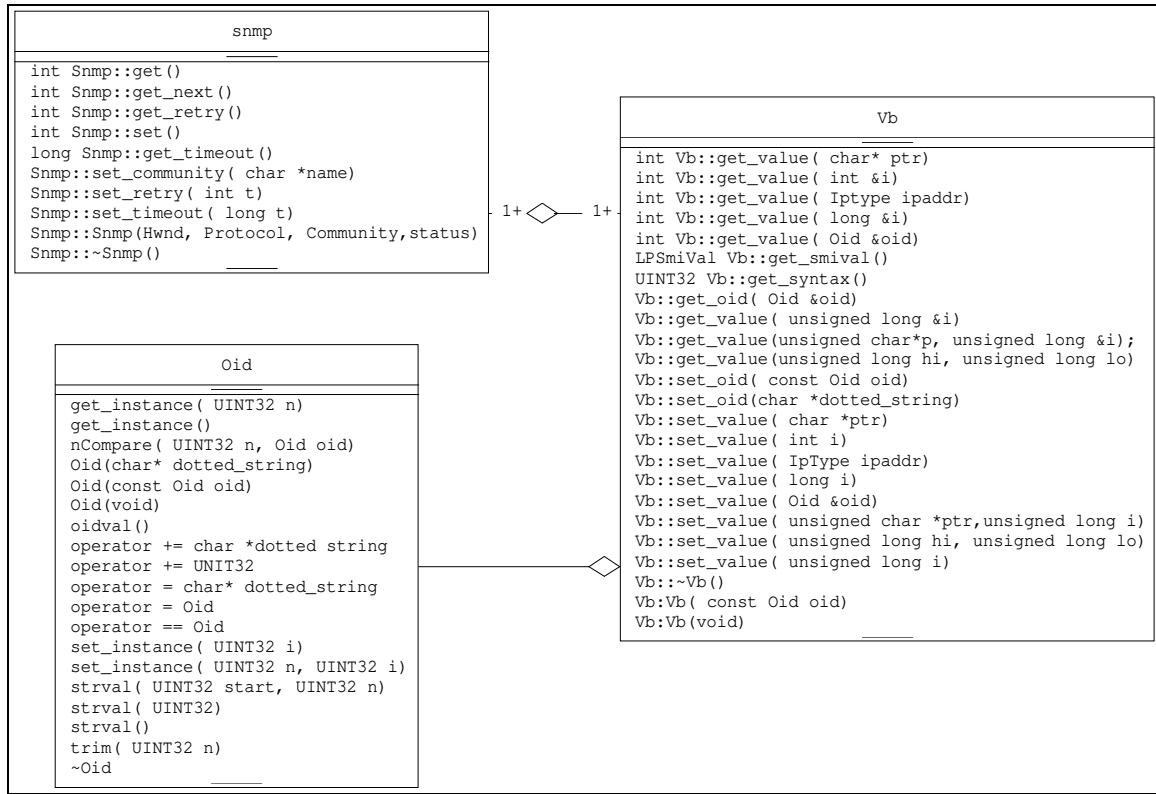 snmp
int Snmp::get()
int Snmp::get_next()
int Snmp::get_retry()
int Snmp::set()
long Snmp::get_timeout()
Snmp::set_community( char *name)
Snmp::set_retry( int t)
Snmp::set_timeout( long t)
Snmp::Snmp(Hwnd, Protocol, Community,status)
Snmp::~Snmp()
1+
1+
Vb
int Vb::get_value( char* ptr)
int Vb::get_value( int &i)
int Vb::get_value( Iptype ipaddr)
int Vb::get_value( long &i)
int Vb::get_value( Oid &oid)
LPSmiVal Vb::get_smival()
UINT32 Vb::get_syntax()
Vb::get_oid( Oid &oid)
Vb::get_value( unsigned long &i)
Vb::get_value(unsigned char*p, unsigned long &i);
Vb::get_value(unsigned long hi, unsigned long lo)
Vb::set_oid( const Oid oid)
Vb::set_oid(char *dotted_string)
Vb::set_value( char *ptr)
Vb::set_value( int i)
Vb::set_value( IpType ipaddr)
Vb::set_value( long i)
Vb::set_value( Oid &oid)
Vb::set_value( unsigned char *ptr,unsigned long i)
Vb::set_value( unsigned long hi, unsigned long lo)
Vb::set_value( unsigned long i)
Vb::~Vb()
Vb:Vb( const Oid oid)
Vb:Vb(void)
Oid
get_instance( UINT32 n)
get_instance()
nCompare( UINT32 n, Oid oid)
Oid(char* dotted_string)
Oid(const Oid oid)
Oid(void)
oidval()
operator += char *dotted string
operator += UNIT32
operator = char* dotted_string
operator = Oid
operator == Oid
set_instance( UINT32 i)
set_instance( UINT32 n, UINT32 i)
strval( UINT32 start, UINT32 n)
strval( UINT32)
strval()
trim( UINT32 n)
~Oid